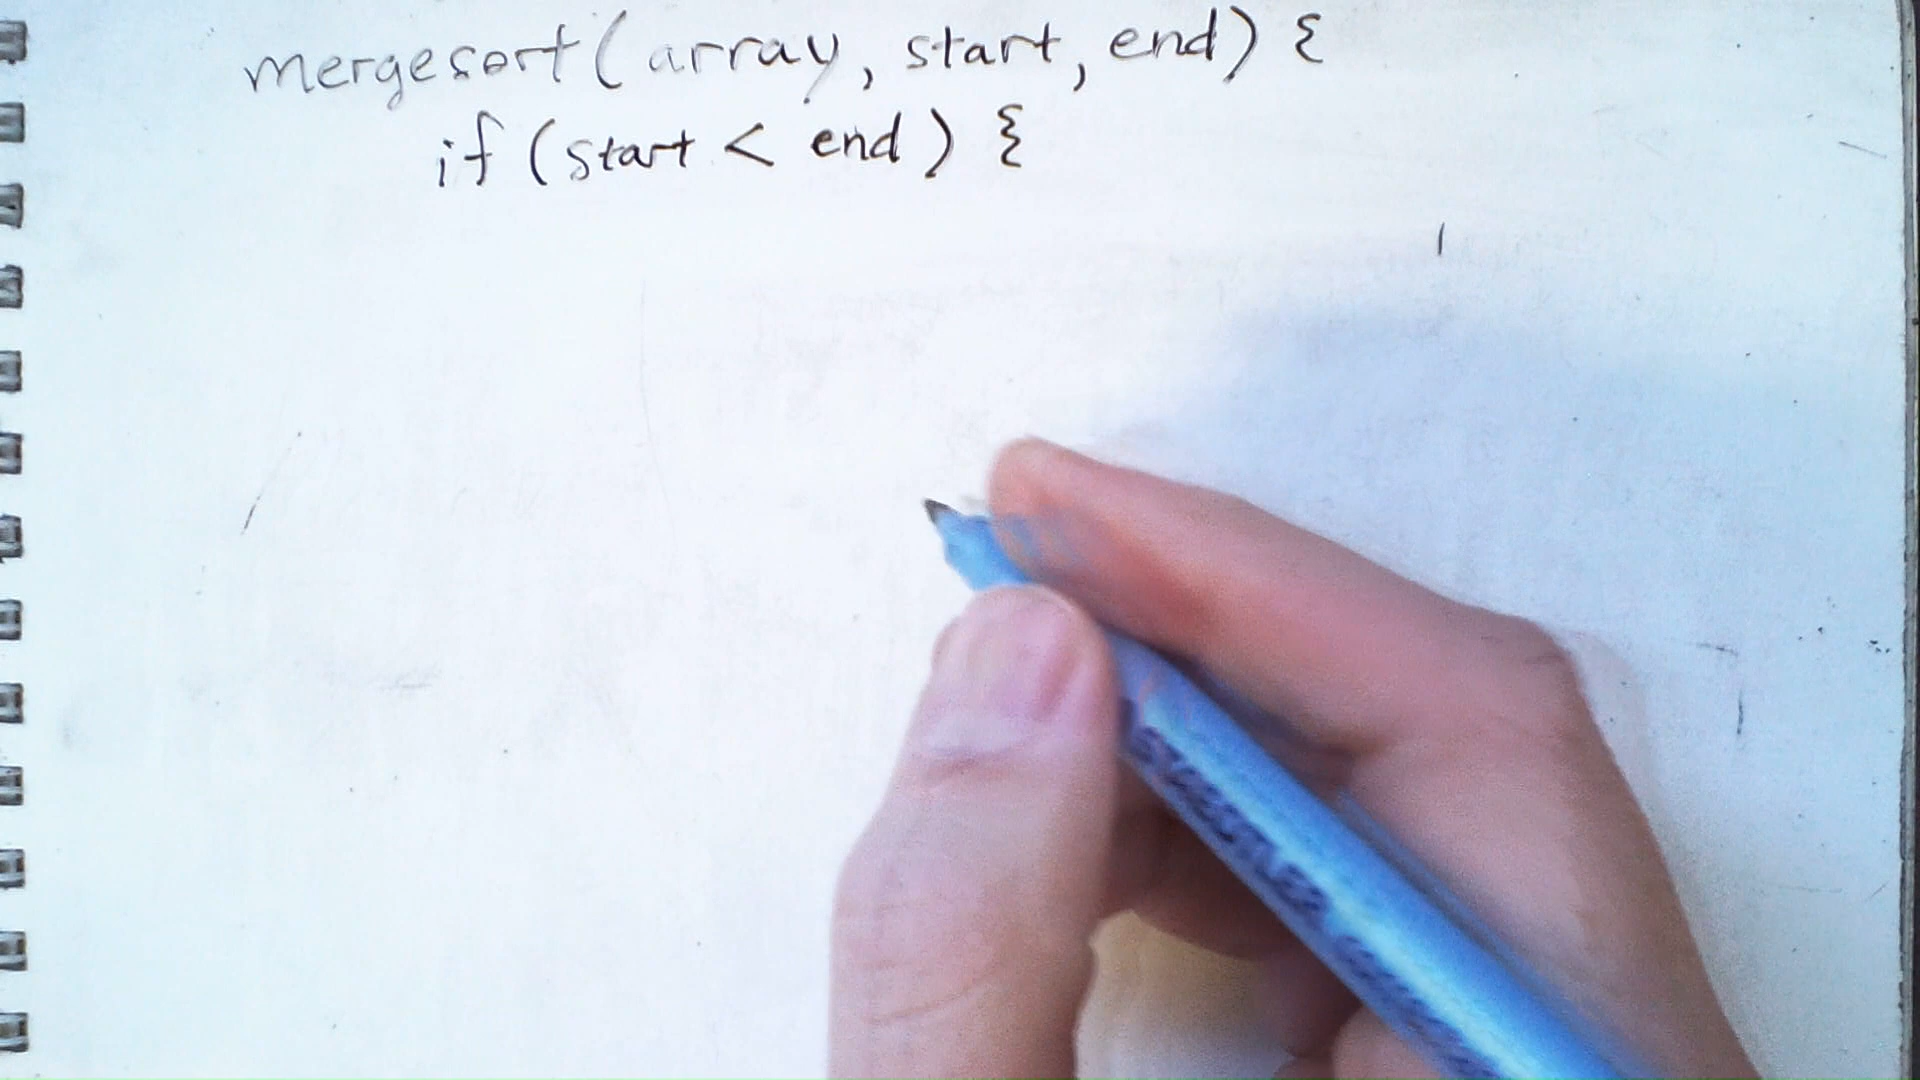 mergesort(array, start, end) {
if (start < end) {